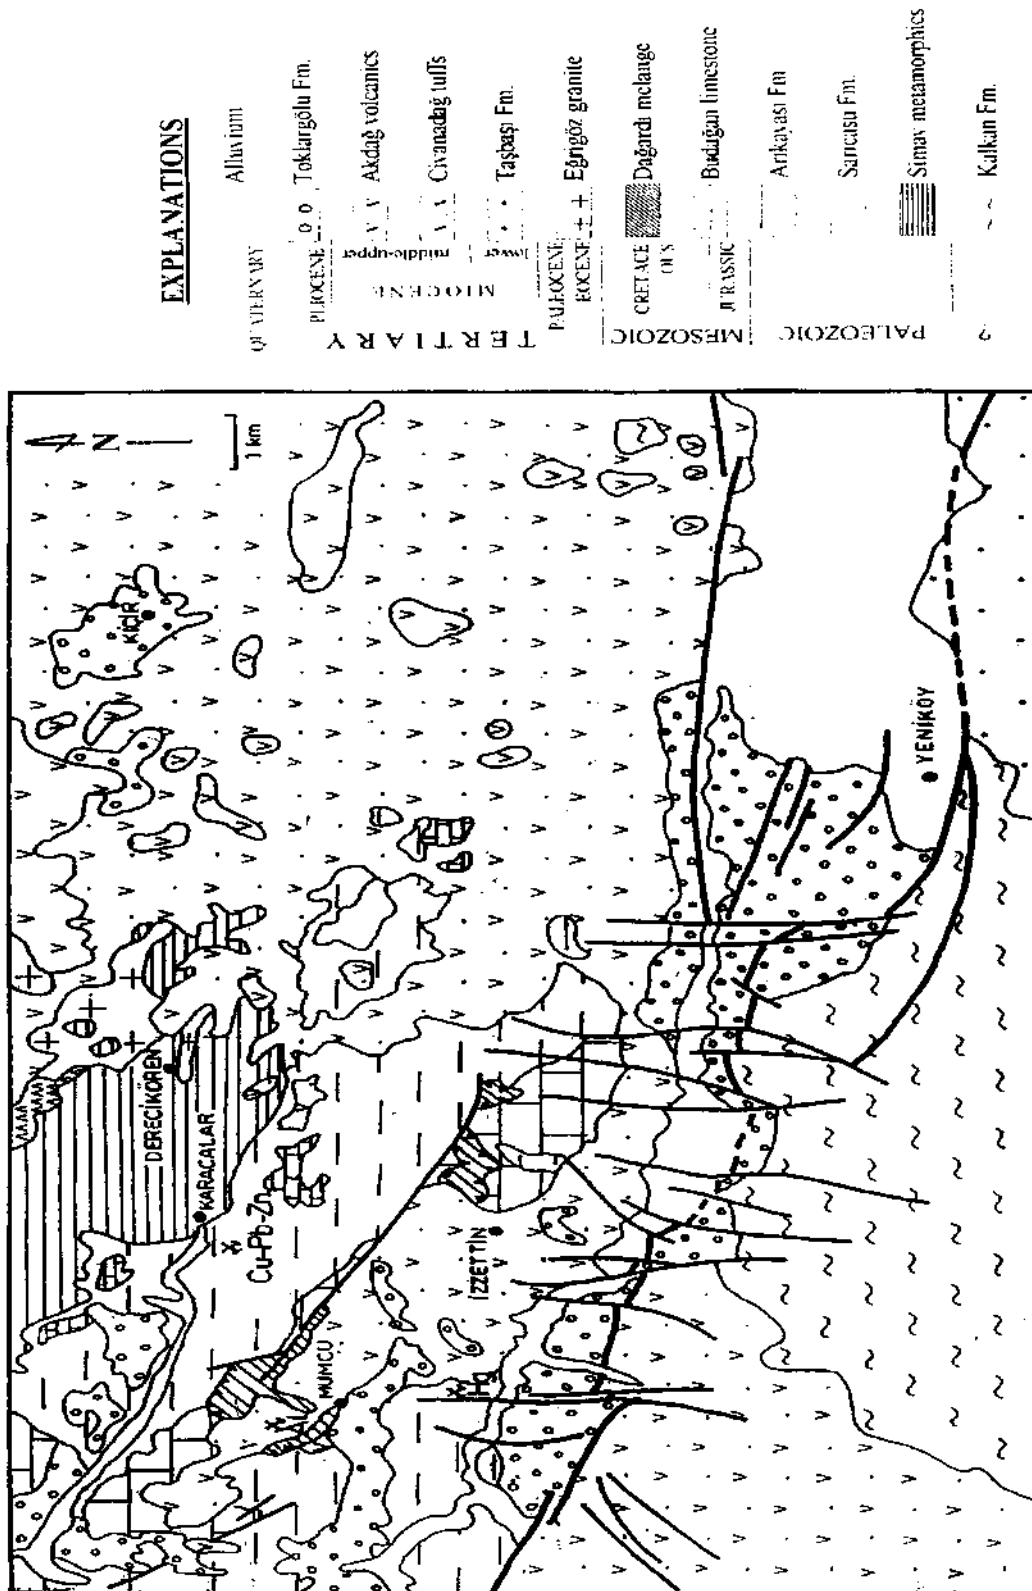 EXPLANATIONS
QUATERNARY
Alluvium
TERTIARY
PLIOCENE
Toklargölu Fm.
MIOCENE
middle-upper
Akdağ volcanics
Civanadağ tuffs
lower
Taşbaşı Fm.
PALEOCENE
EOCENE
Eğrigöz granite
MESOZOIC
CRETACE
OUS
Dağardı melange
JURASSIC
Budağan limestone
PALEOZOIC
Arıkayası Fm
Sarıcasu Fm.
Simav metamorphics
?
Kalkan Fm.
N
1 km
KIÇIR
DERECİKÖREN
KARACALAR
Cu-Pb-Zn
MUMCU
İZZETTİN
Hg
YENİKÖY